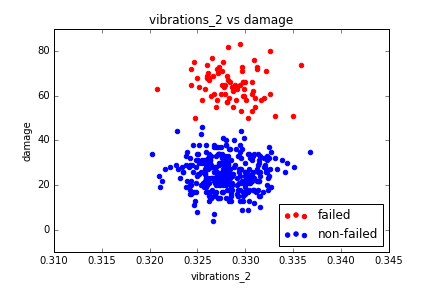 vibrations_2 vs damage
80
60
40
20
0
damage
0.310 0.315 0.320 0.325 0.330 0.335 0.340 0.345
vibrations_2
failed
non-failed